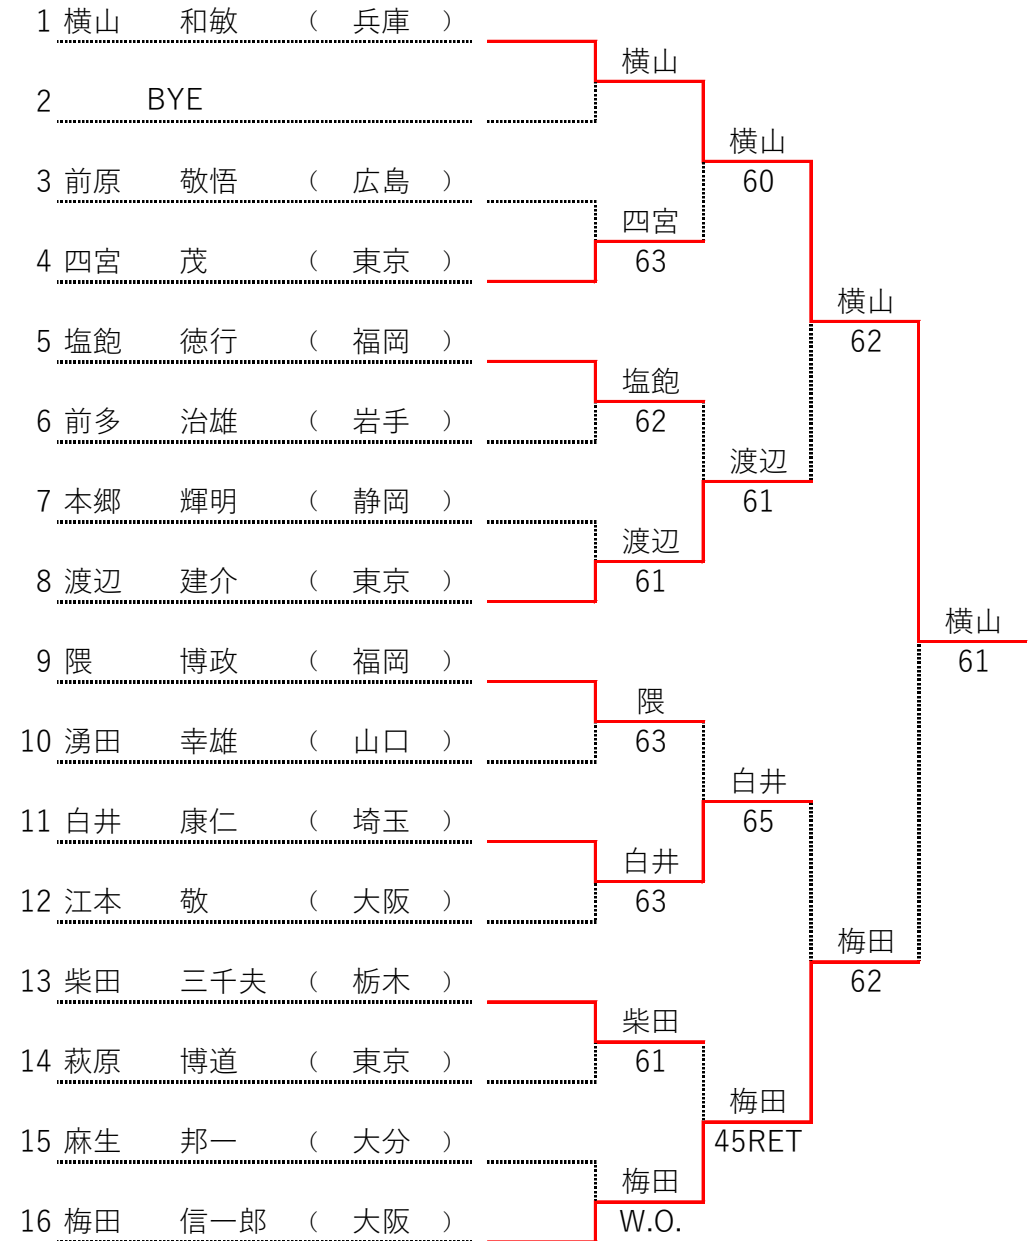 1 横山 和敏 ( 兵庫 )
横山
2 BYE
横山
60
3 前原 敬悟 ( 広島 )
四宮
63
4 四宮 茂 ( 東京 )
横山
62
5 塩飽 徳行 ( 福岡 )
塩飽
62
6 前多 治雄 ( 岩手 )
渡辺
61
7 本郷 輝明 ( 静岡 )
渡辺
61
8 渡辺 建介 ( 東京 )
横山
61
9 隈 博政 ( 福岡 )
隈
63
10 湧田 幸雄 ( 山口 )
白井
65
11 白井 康仁 ( 埼玉 )
白井
63
12 江本 敬 ( 大阪 )
梅田
62
13 柴田 三千夫 ( 栃木 )
柴田
61
14 萩原 博道 ( 東京 )
梅田
45RET
15 麻生 邦一 ( 大分 )
梅田
W.O.
16 梅田 信一郎 ( 大阪 )